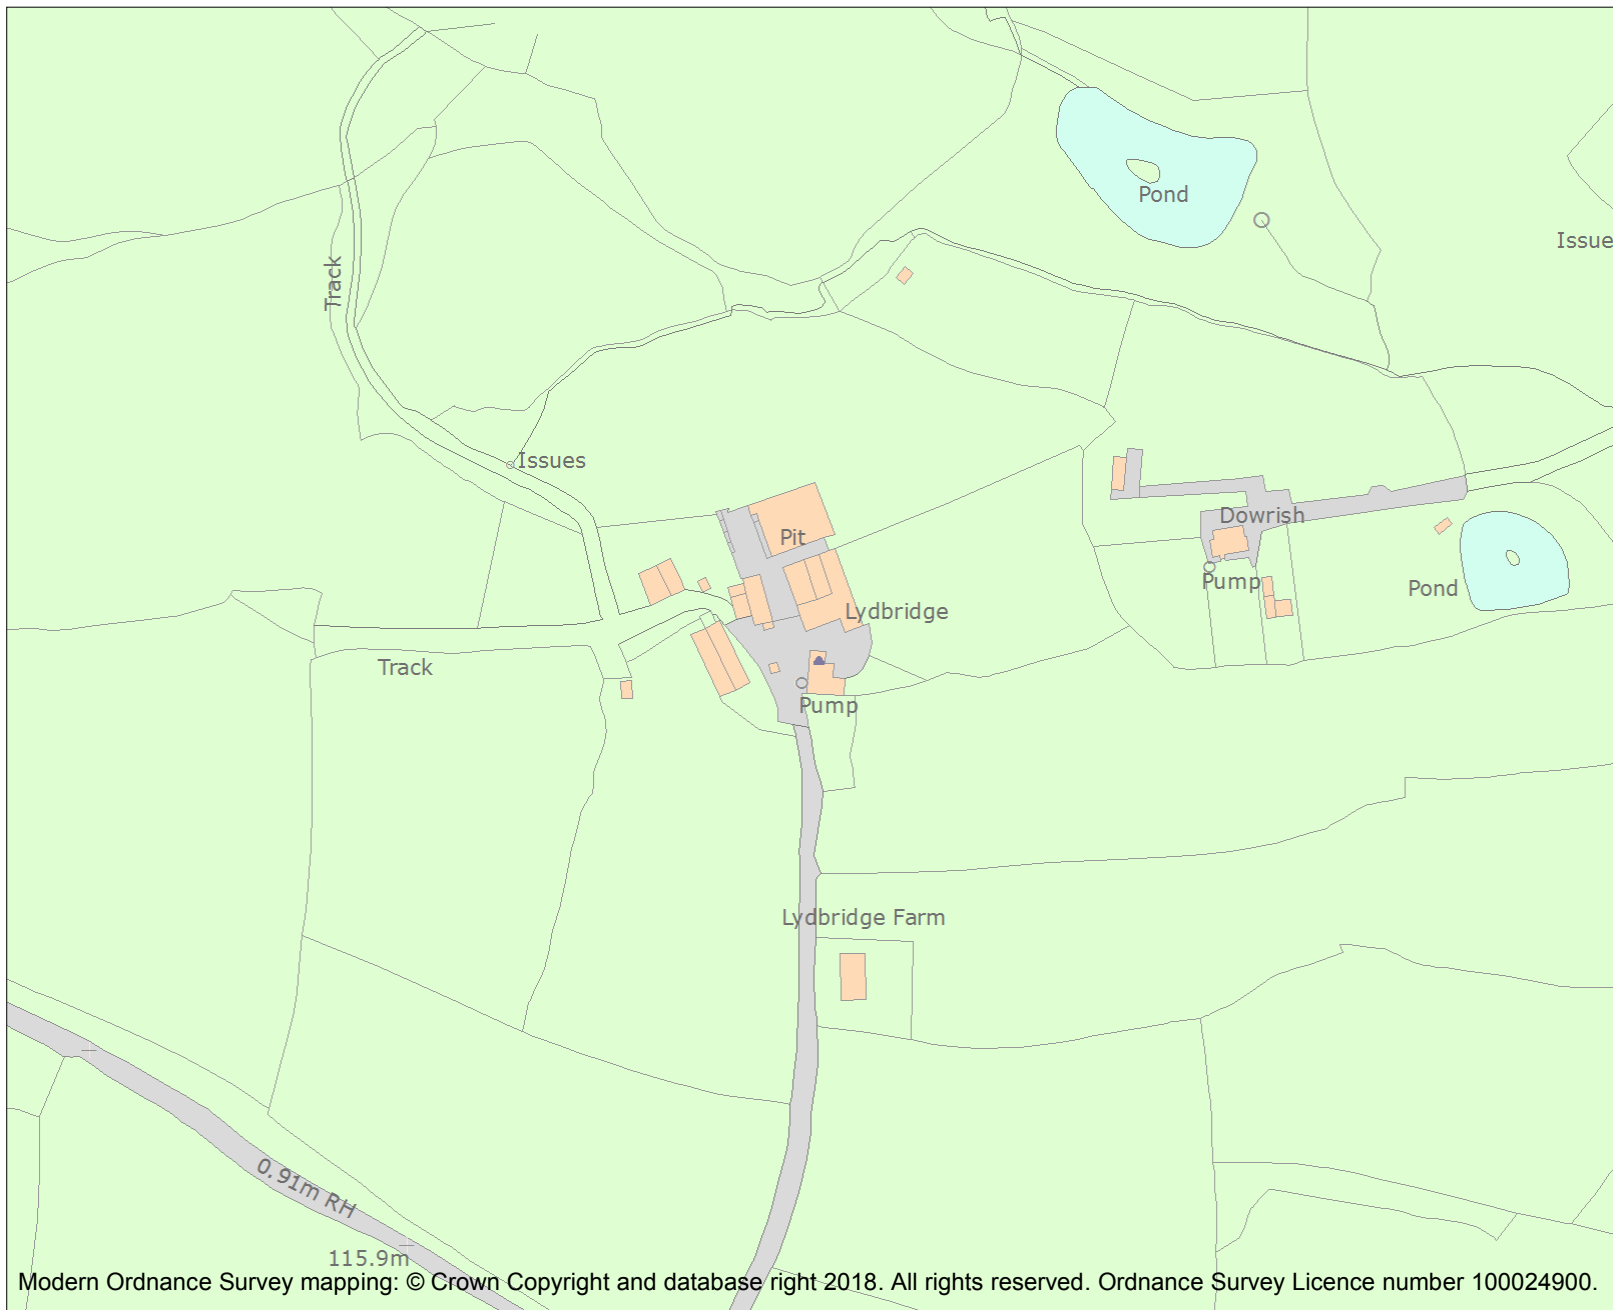 Pond
Issue
Track
Issues
Dowrish
Pit
Pump
Pond
Lydbridge
Track
Pump
Lydbridge Farm
0.91m RH
115.9m
Modern Ordnance Survey mapping: © Crown Copyright and database right 2018. All rights reserved. Ordnance Survey Licence number 100024900.